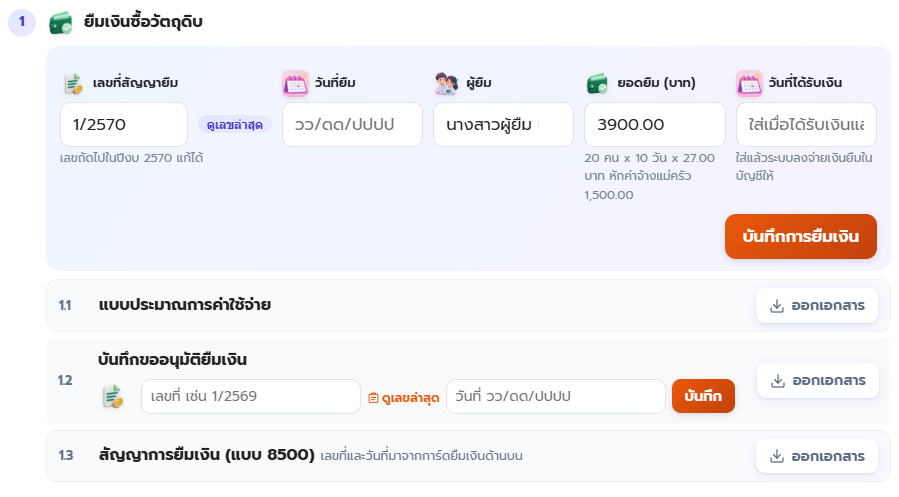 1 ยืมเงินซื้อวัตถุดิบ
เลขที่สัญญายืม วันที่ยืม ผู้ยืม ยอดยืม (บาท) วันที่ได้รับเงิน
1/2570 ดูเลขล่าสุด วว/ดด/ปปปป นางสาวผู้ยืม 3900.00 ใส่เมื่อได้รับเงินแล
เลขถัดไปในปีงบ 2570 แก้ได้
20 คน x 10 วัน x 27.00
บาท หักค่าจ้างแม่ครัว
1,500.00
ใส่แล้วระบบลงจ่ายเงินยืมใน
บัญชีให้
บันทึกการยืมเงิน
1.1 แบบประมาณการค่าใช้จ่าย ออกเอกสาร
บันทึกขออนุมัติยืมเงิน
1.2 เลขที่ เช่น 1/2569 ดูเลขล่าสุด วันที่ วว/ดด/ปปปป บันทึก ออกเอกสาร
1.3 สัญญาการยืมเงิน (แบบ 8500) เลขที่และวันที่มาจากการ์ดยืมเงินด้านบน ออกเอกสาร